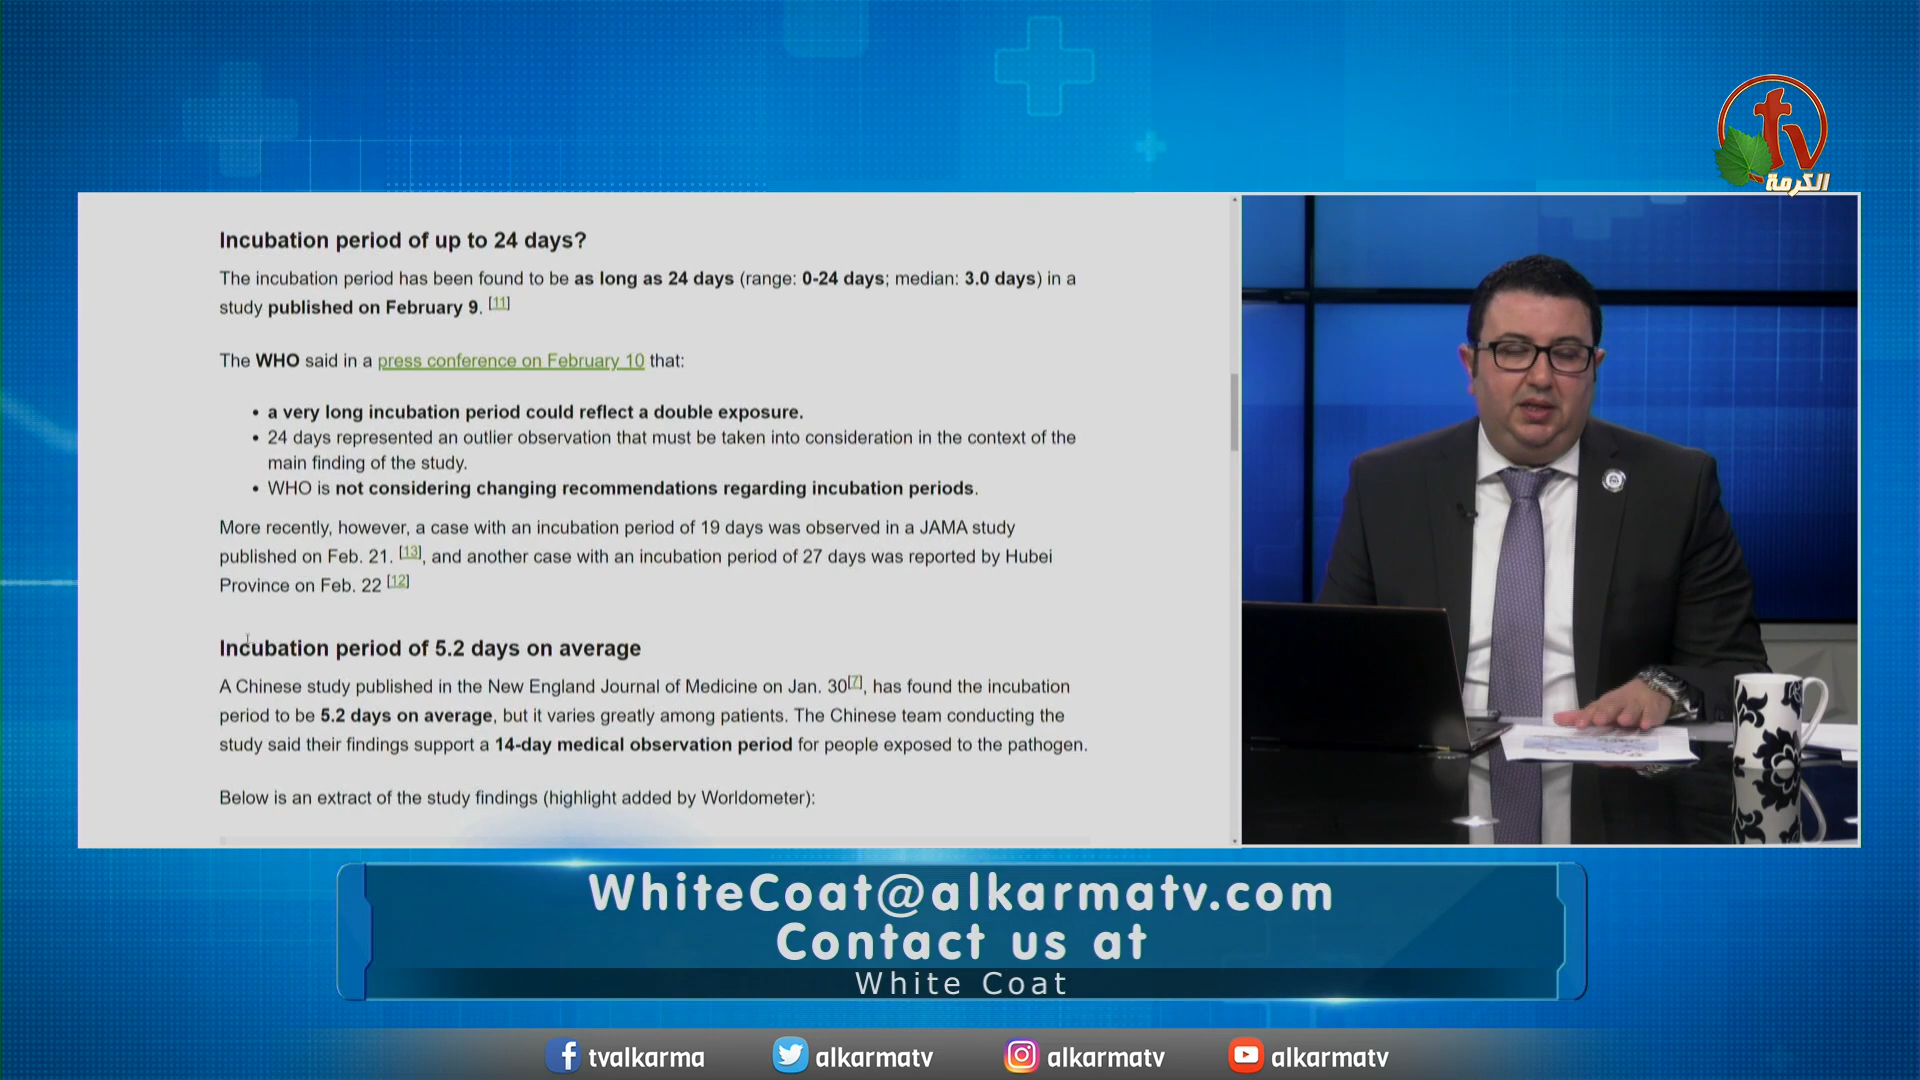 tv
الكرمة
Incubation period of up to 24 days?
The incubation period has been found to be as long as 24 days (range: 0-24 days; median: 3.0 days) in a
study published on February 9. [11]
The WHO said in a press conference on February 10 that:
• a very long incubation period could reflect a double exposure.
• 24 days represented an outlier observation that must be taken into consideration in the context of the
main finding of the study.
• WHO is not considering changing recommendations regarding incubation periods.
More recently, however, a case with an incubation period of 19 days was observed in a JAMA study
published on Feb. 21. [13], and another case with an incubation period of 27 days was reported by Hubei
Province on Feb. 22 [12]
Incubation period of 5.2 days on average
A Chinese study published in the New England Journal of Medicine on Jan. 30[7], has found the incubation
period to be 5.2 days on average, but it varies greatly among patients. The Chinese team conducting the
study said their findings support a 14-day medical observation period for people exposed to the pathogen.
Below is an extract of the study findings (highlight added by Worldometer):
WhiteCoat@alkarmatv.com
Contact us at
White Coat
tvalkarma alkarmatv alkarmatv alkarmatv